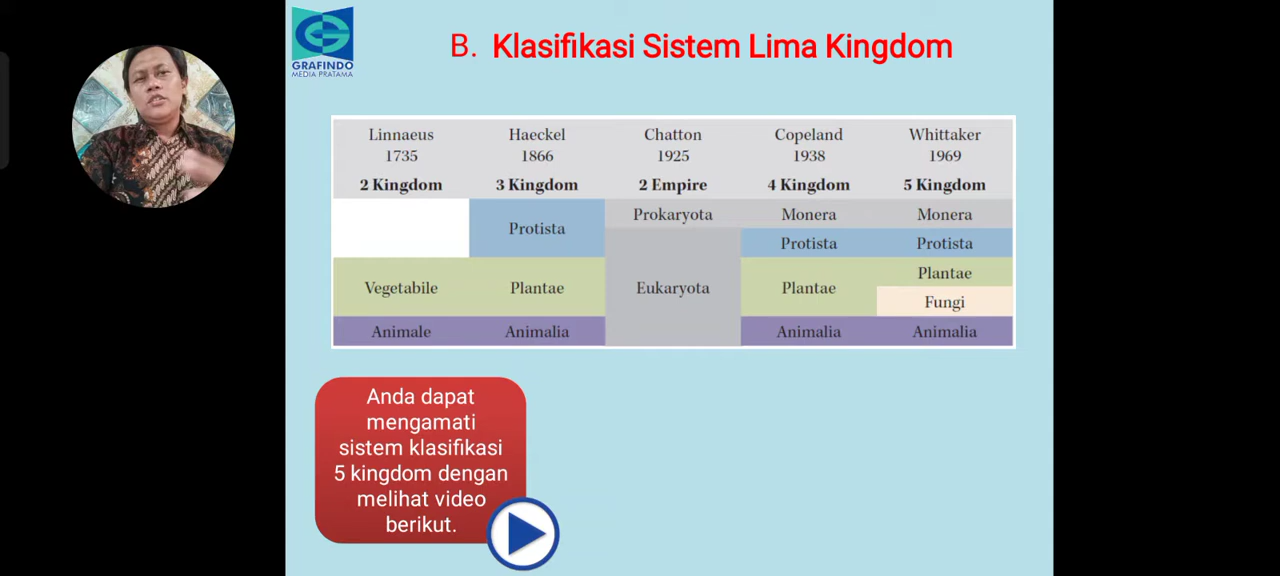 GRAFINDO
MEDIA PRATAMA
B. Klasifikasi Sistem Lima Kingdom
Linnaeus Haeckel Chatton Copeland Whittaker
1735 1866 1925 1938 1969
2 Kingdom 3 Kingdom 2 Empire 4 Kingdom 5 Kingdom
Protista Prokaryota Monera Monera
Protista Protista
Vegetabile Plantae Eukaryota Plantae Plantae
Fungi
Animale Animalia Animalia Animalia
Anda dapat
mengamati
sistem klasifikasi
5 kingdom dengan
melihat video
berikut.